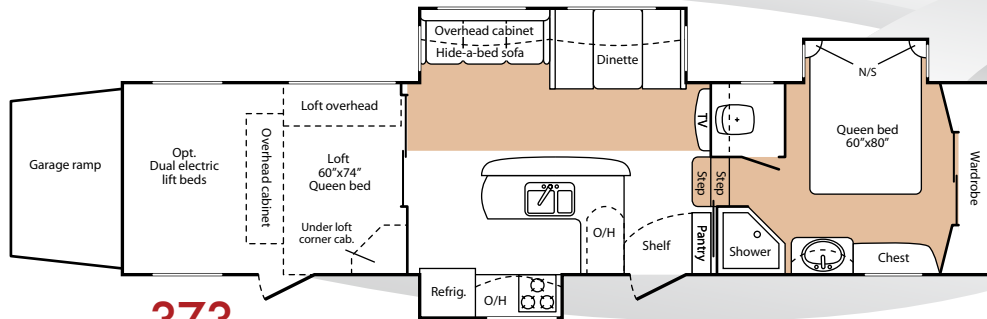 Garage ramp
Opt.
Dual electric
lift beds
Loft overhead
Overhead cabinet
Loft
60"x74"
Queen bed
Under loft
corner cab.
Overhead cabinet
Hide-a-bed sofa
Dinette
TV
O/H
Shelf
Pantry
Step
Step
Refrig.
O/H
N/S
Queen bed
60"x80"
Wardrobe
Shower
Chest
373